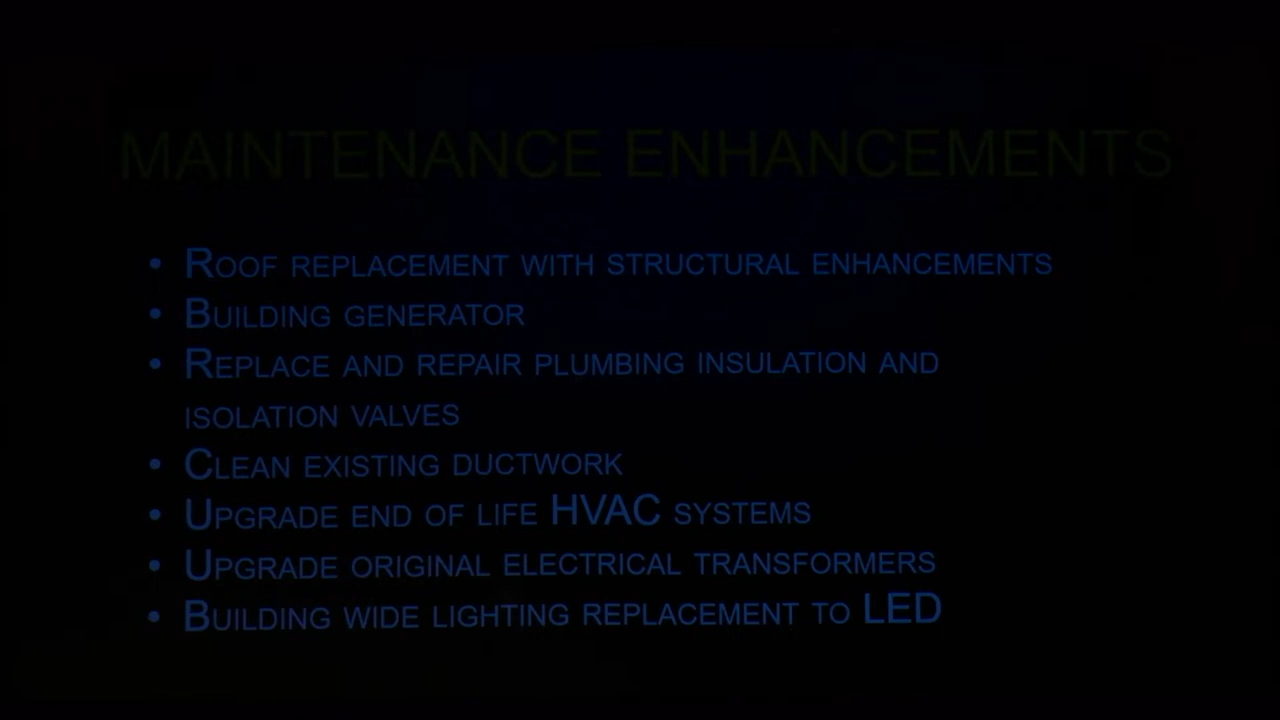 MAINTENANCE ENHANCEMENTS
• ROOF REPLACEMENT WITH STRUCTURAL ENHANCEMENTS
• BUILDING GENERATOR
• REPLACE AND REPAIR PLUMBING INSULATION AND
ISOLATION VALVES
• CLEAN EXISTING DUCTWORK
• UPGRADE END OF LIFE HVAC SYSTEMS
• UPGRADE ORIGINAL ELECTRICAL TRANSFORMERS
• BUILDING WIDE LIGHTING REPLACEMENT TO LED